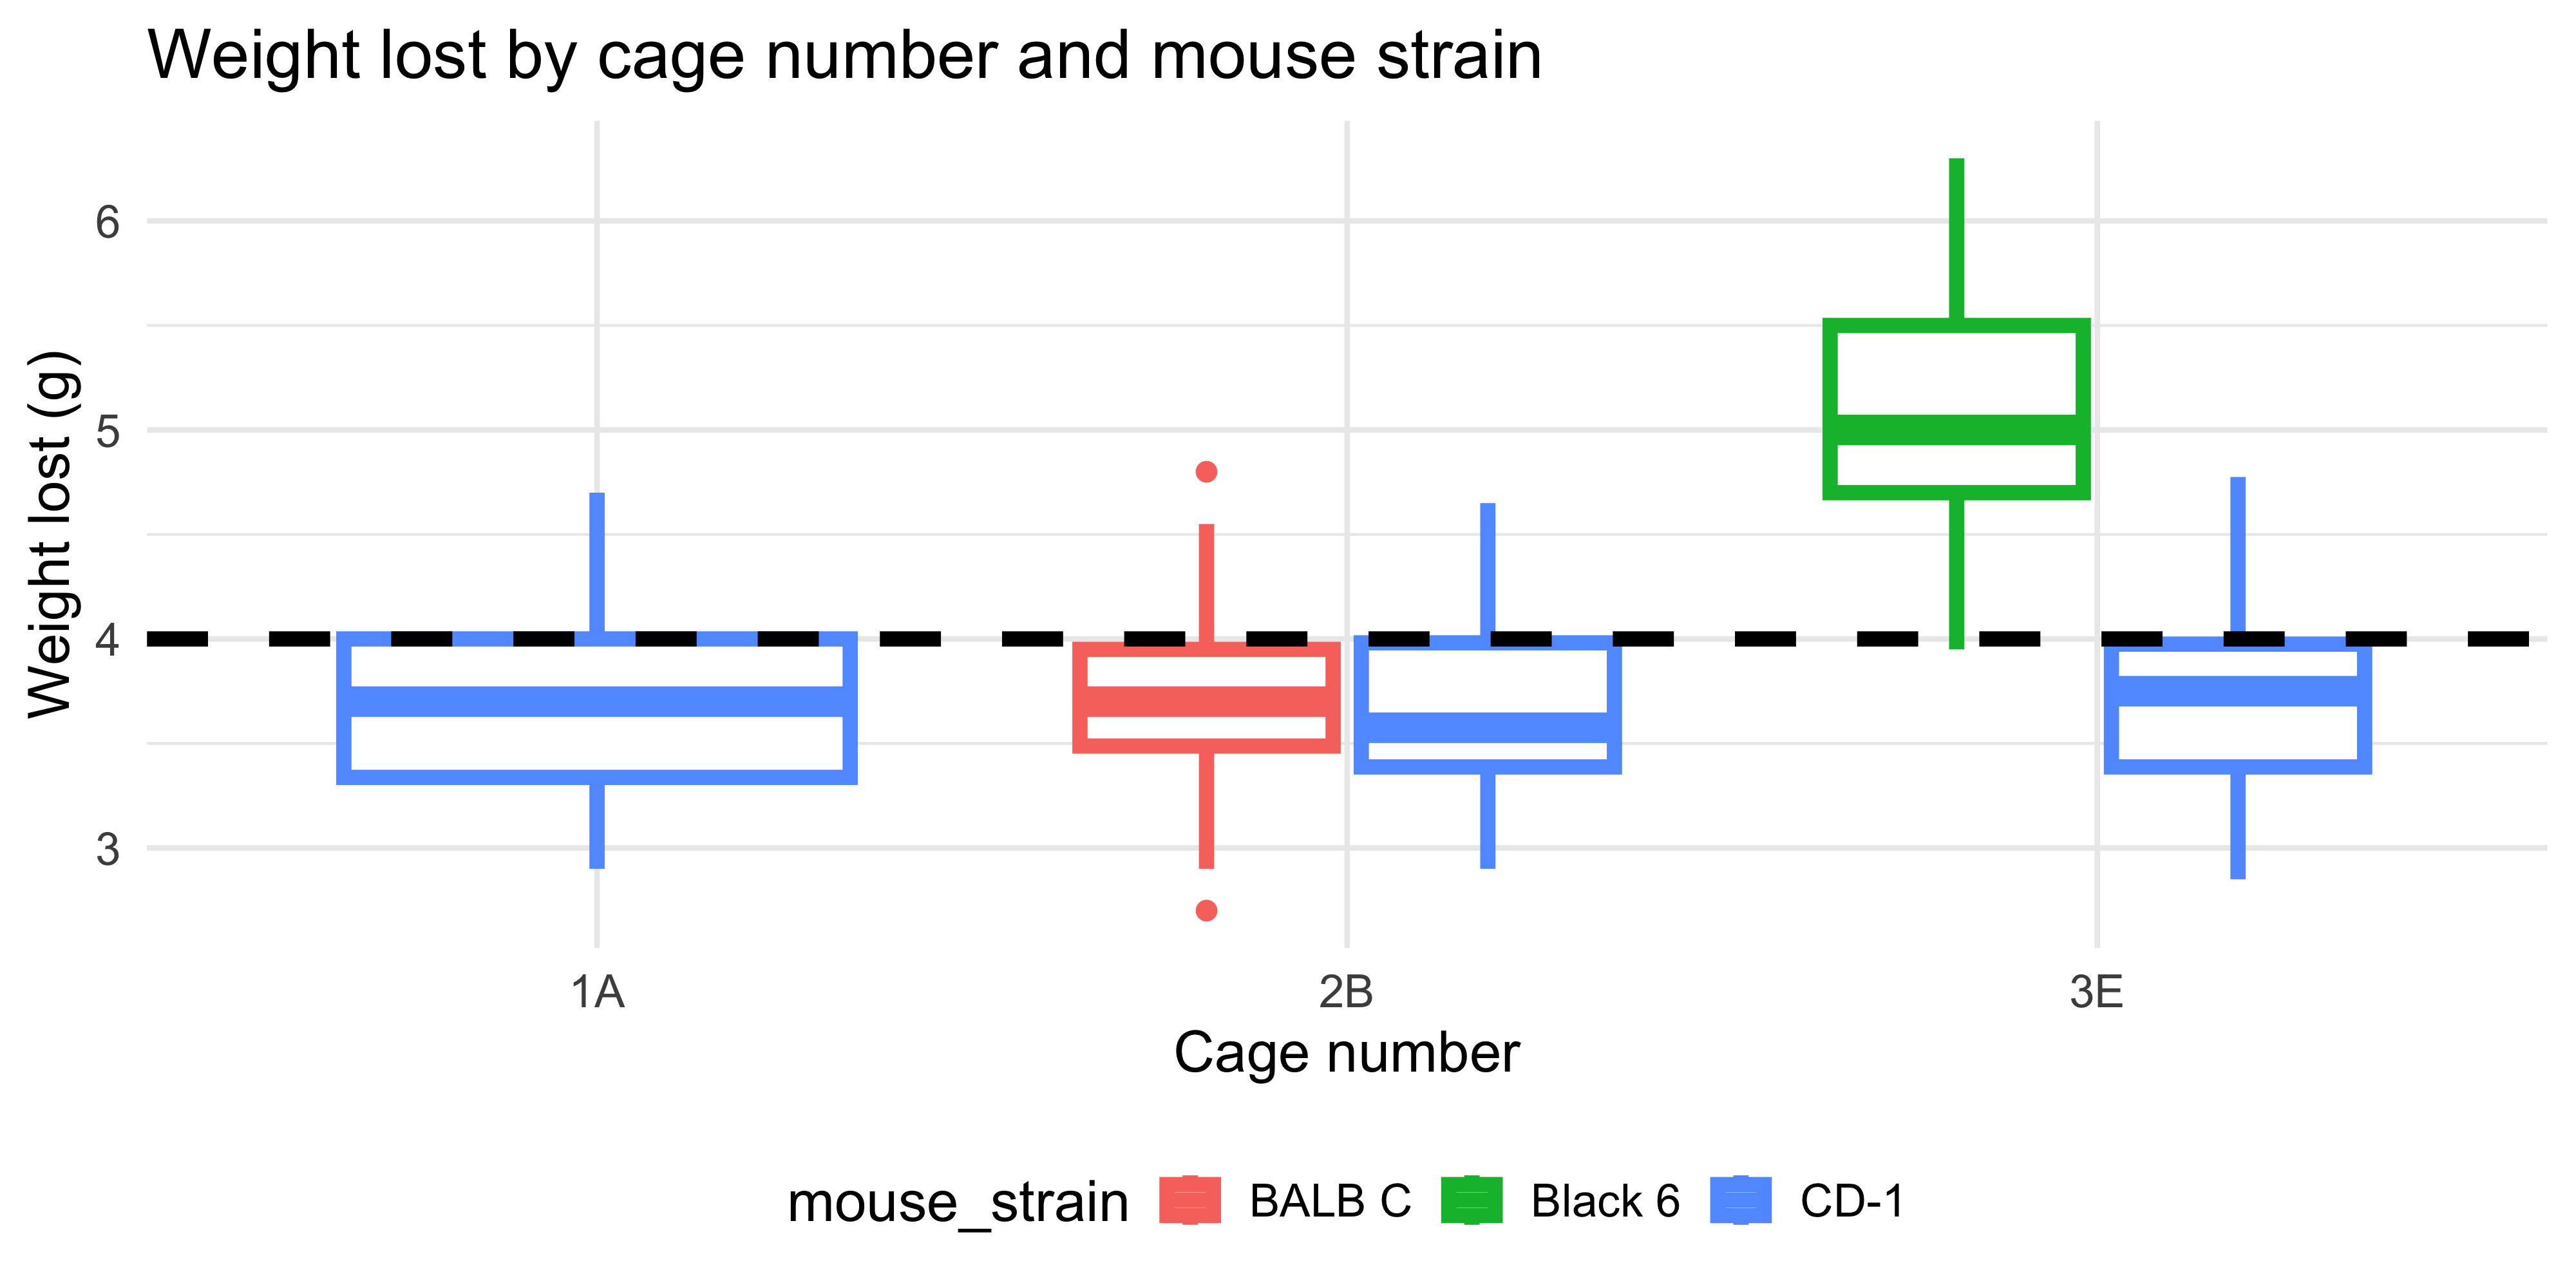 Weight lost by cage number and mouse strain
Weight lost (g)
6
5
4
3
1A 2B 3E
Cage number
mouse_strain BALB C Black 6 CD-1